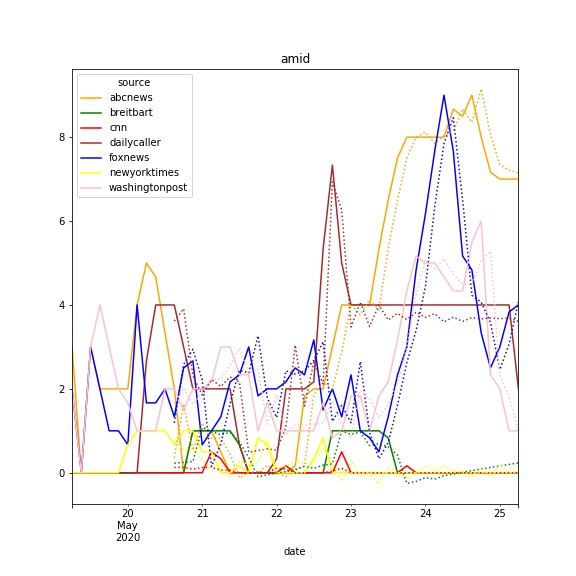 amid
source
abcnews
breitbart
cnn
dailycaller
foxnews
newyorktimes
washingtonpost
8
6
4
2
0
20 21 22 23 24 25
May
2020
date